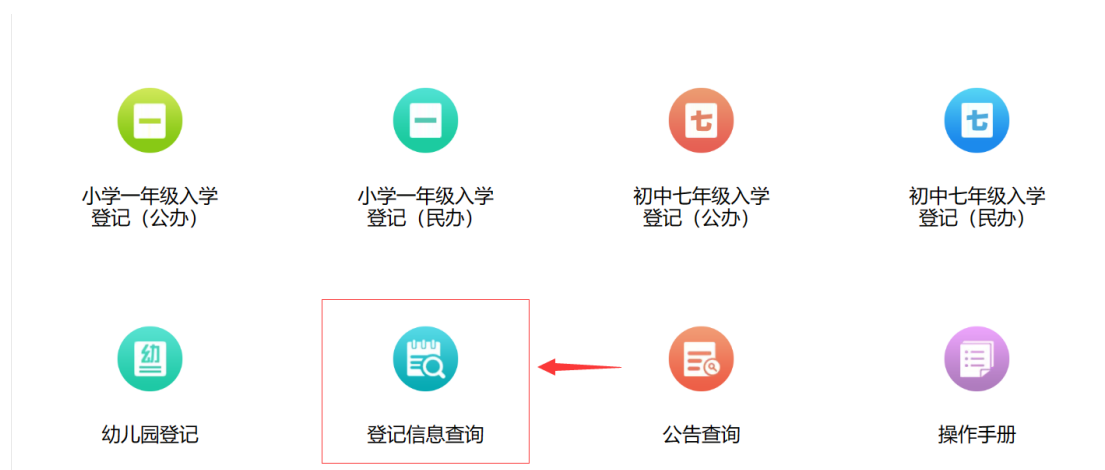 一
一
七
七
小学一年级入学
登记（公办）
小学一年级入学
登记（民办）
初中七年级入学
登记（公办）
初中七年级入学
登记（民办）
幼
幼儿园登记
登记信息查询
公告查询
操作手册